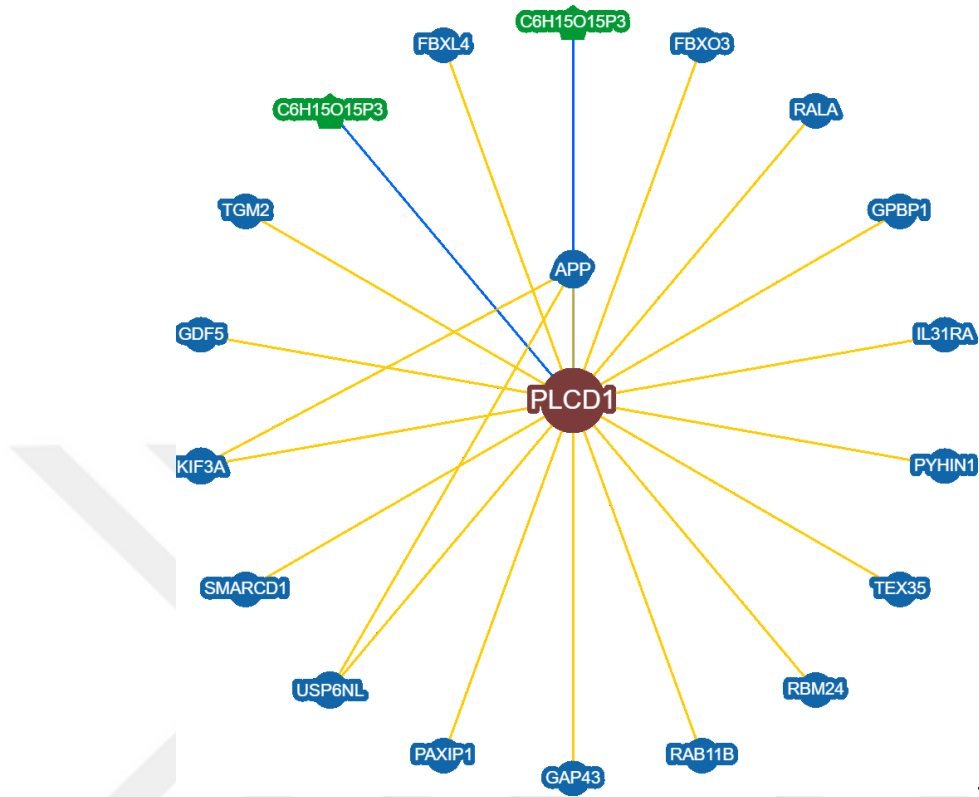 C6H15O15P3
FBXL4
FBXO3
C6H15O15P3
RALA
TGM2
GPBP1
APP
GDF5
IL31RA
PLCD1
KIF3A
PYHIN1
SMARCD1
TEX35
USP6NL
RBM24
PAXIP1
RAB11B
GAP43